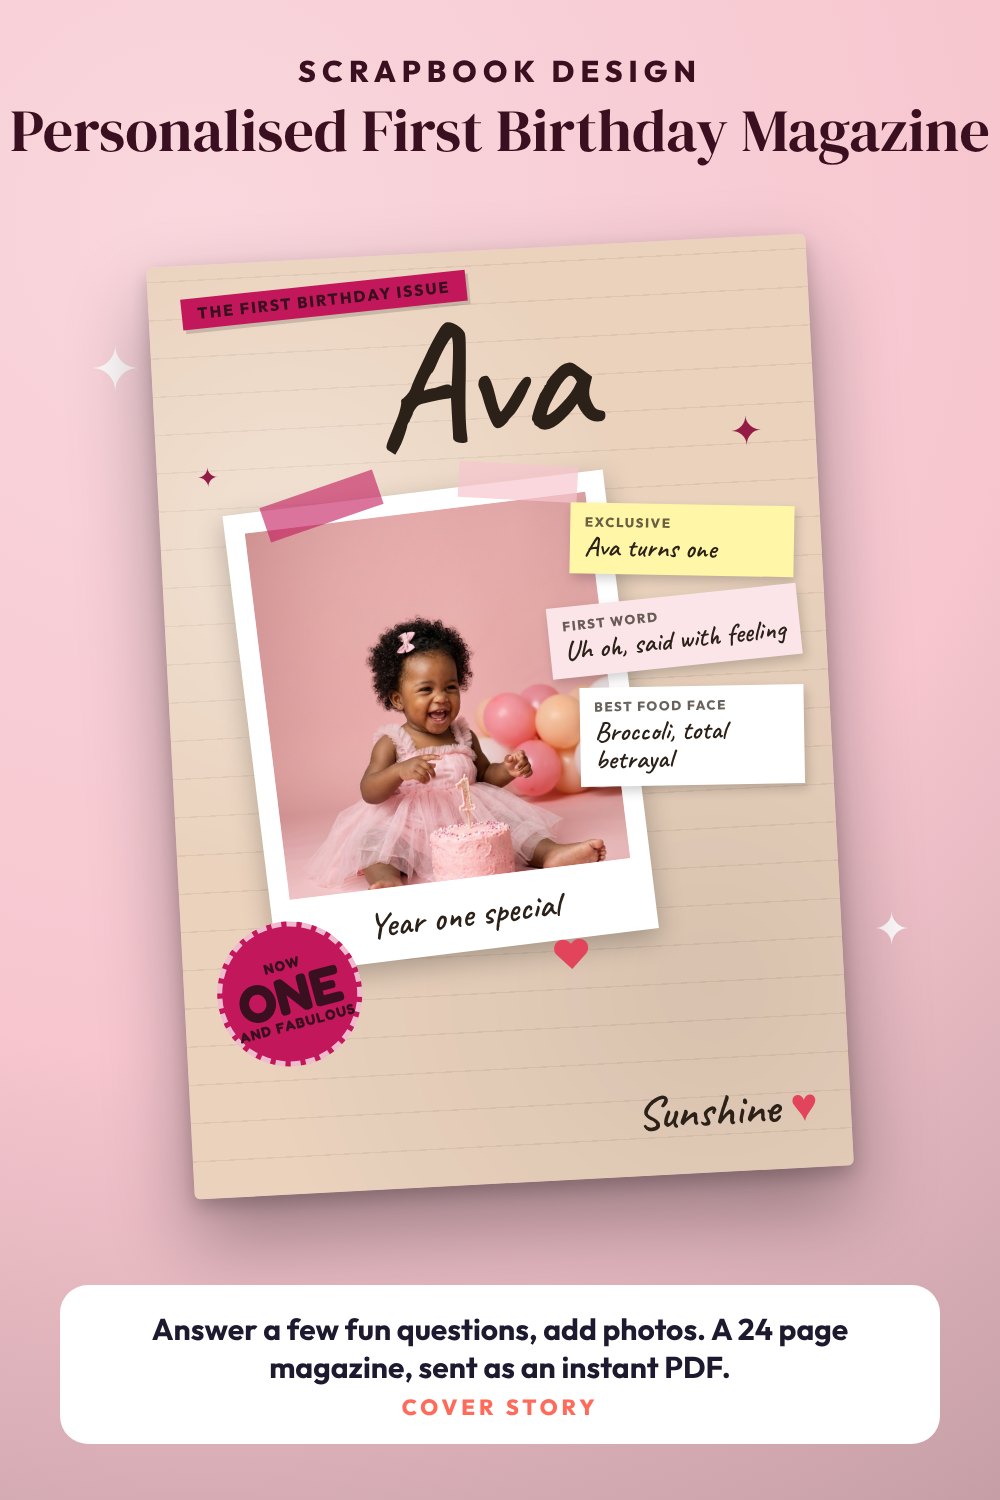 SCRAPBOOK DESIGN
Personalised First Birthday Magazine
THE FIRST BIRTHDAY ISSUE
Ava
EXCLUSIVE
Ava turns one
FIRST WORD
Uh oh, said with feeling
BEST FOOD FACE
Broccoli, total
betrayal
1
Year one special
NOW
ONE
AND FABULOUS
Sunshine ♥
Answer a few fun questions, add photos. A 24 page
magazine, sent as an instant PDF.
COVER STORY